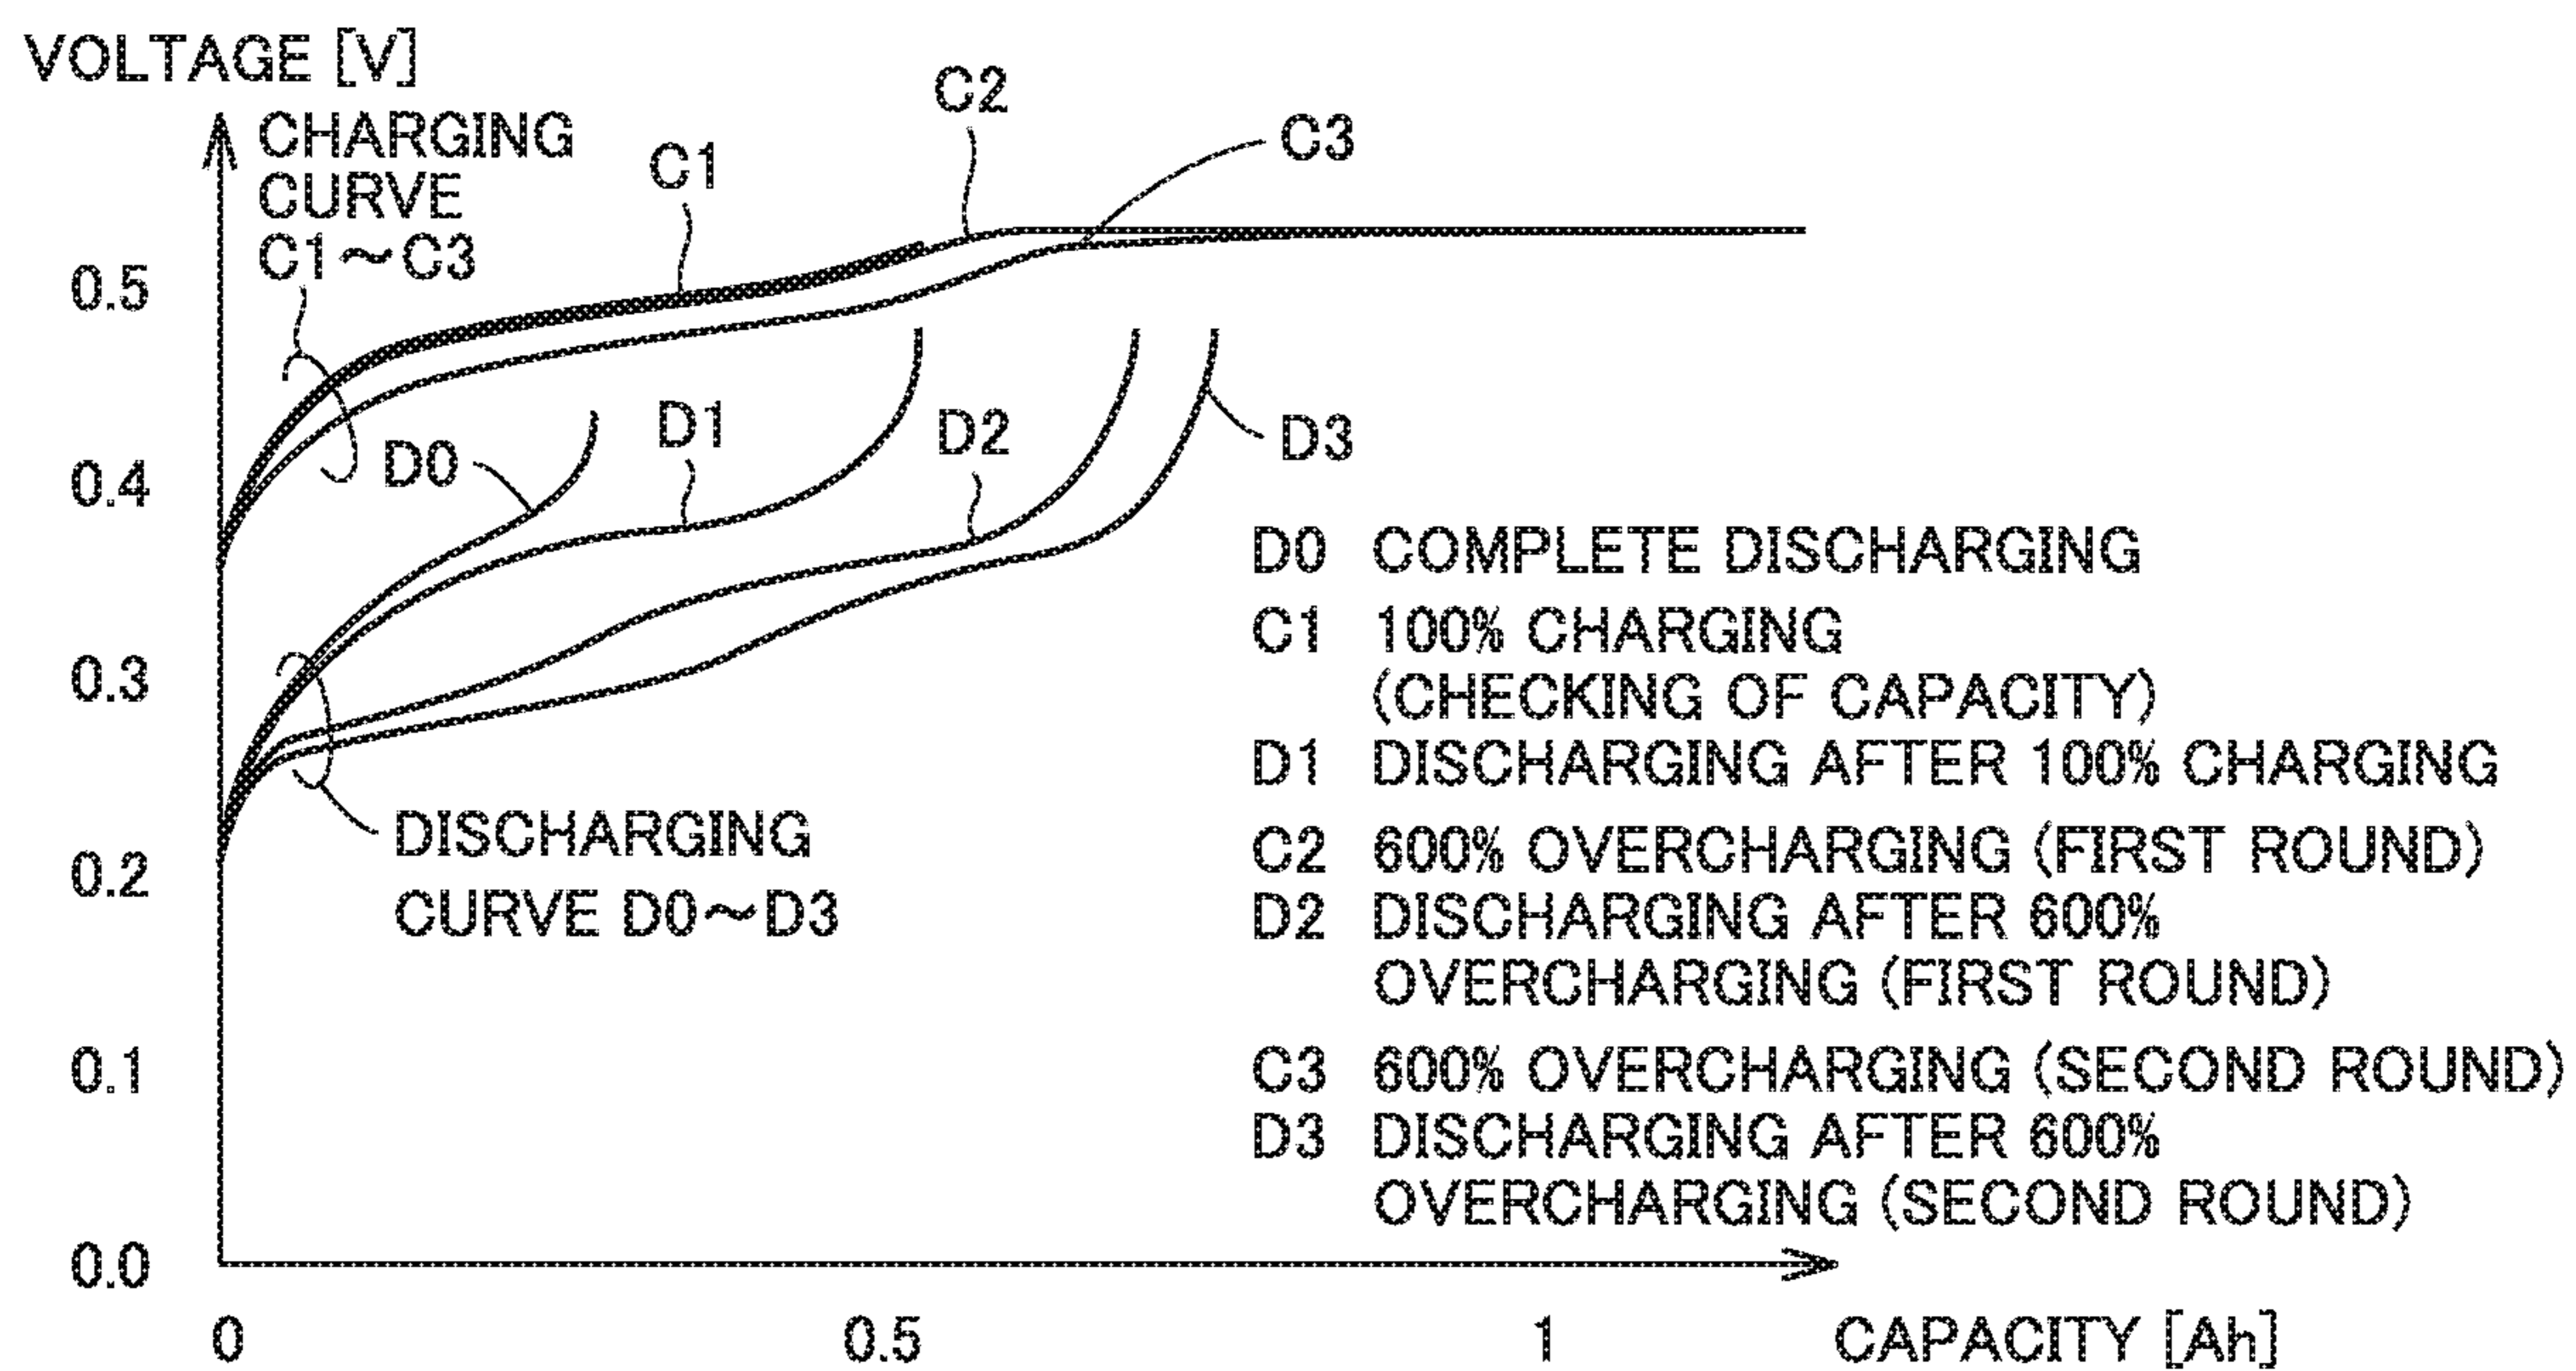 VOLTAGE [V]
CHARGING
CURVE
C1~C3
C1
C2
C3
0.5
0.4
0.3
0.2
0.1
0.0
D0
D1
D2
D3
DISCHARGING
CURVE D0~D3
D0 COMPLETE DISCHARGING
C1 100% CHARGING
(CHECKING OF CAPACITY)
D1 DISCHARGING AFTER 100% CHARGING
C2 600% OVERCHARGING (FIRST ROUND)
D2 DISCHARGING AFTER 600%
OVERCHARGING (FIRST ROUND)
C3 600% OVERCHARGING (SECOND ROUND)
D3 DISCHARGING AFTER 600%
OVERCHARGING (SECOND ROUND)
0 0.5 1 CAPACITY [Ah]